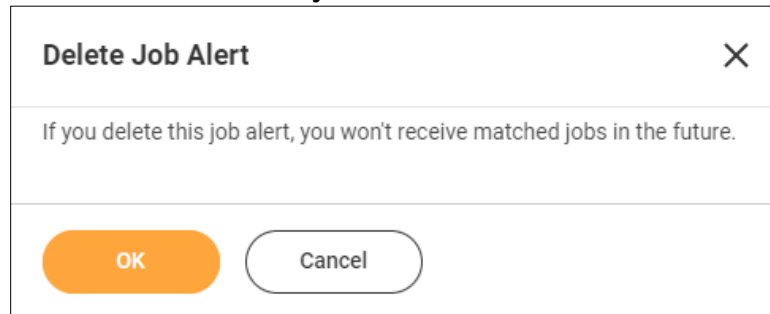 Delete Job Alert
If you delete this job alert, you won't receive matched jobs in the future.
OK
Cancel